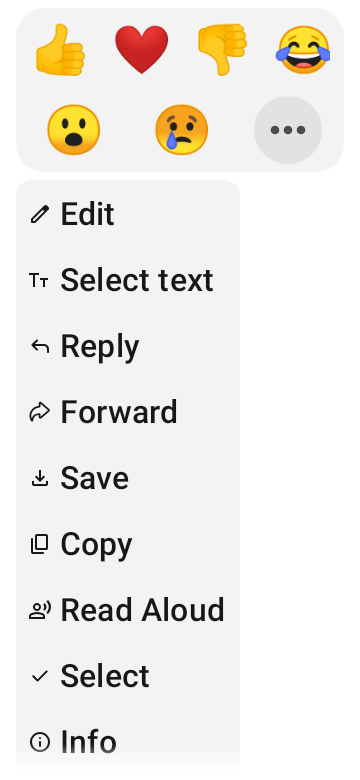 Edit
Select text
Reply
Forward
Save
Copy
Read Aloud
Select
Info